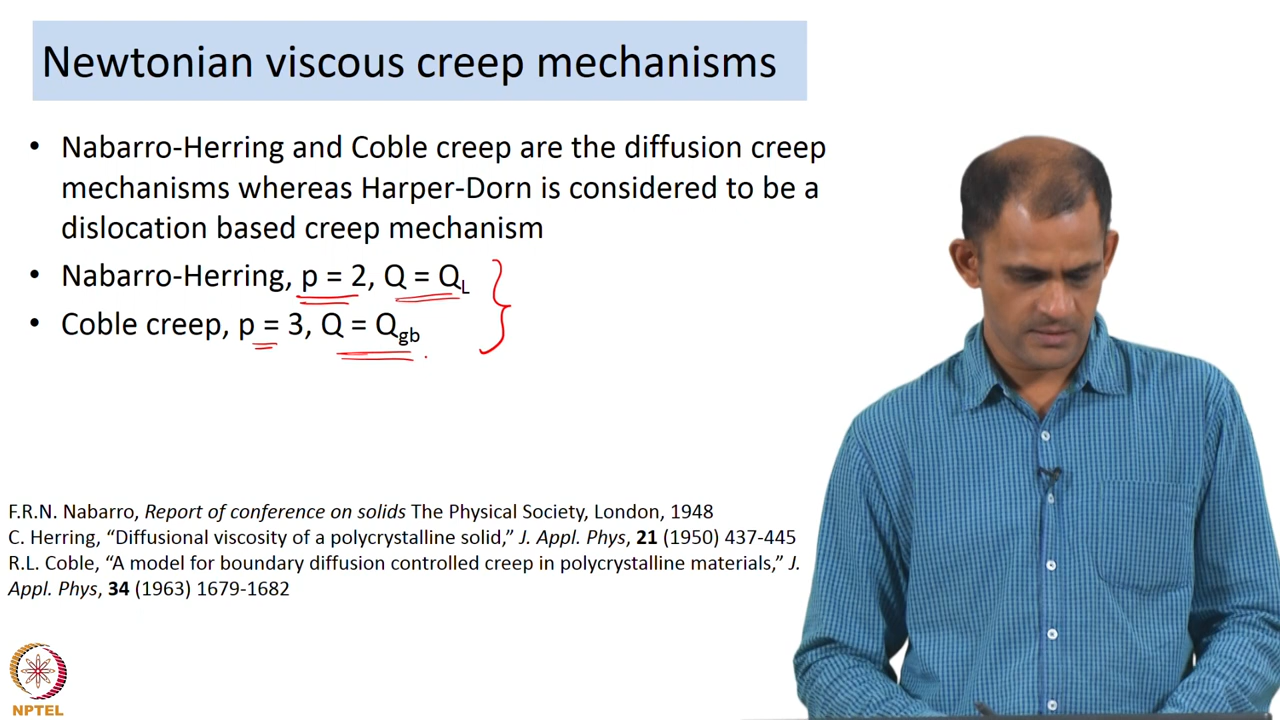 Newtonian viscous creep mechanisms
• Nabarro-Herring and Coble creep are the diffusion creep
mechanisms whereas Harper-Dorn is considered to be a
dislocation based creep mechanism
• Nabarro-Herring, p = 2, Q = QL
• Coble creep, p = 3, Q = Qgb
F.R.N. Nabarro, Report of conference on solids The Physical Society, London, 1948
C. Herring, “Diffusional viscosity of a polycrystalline solid,” J. Appl. Phys, 21 (1950) 437-445
R.L. Coble, “A model for boundary diffusion controlled creep in polycrystalline materials,” J.
Appl. Phys, 34 (1963) 1679-1682
NPTEL